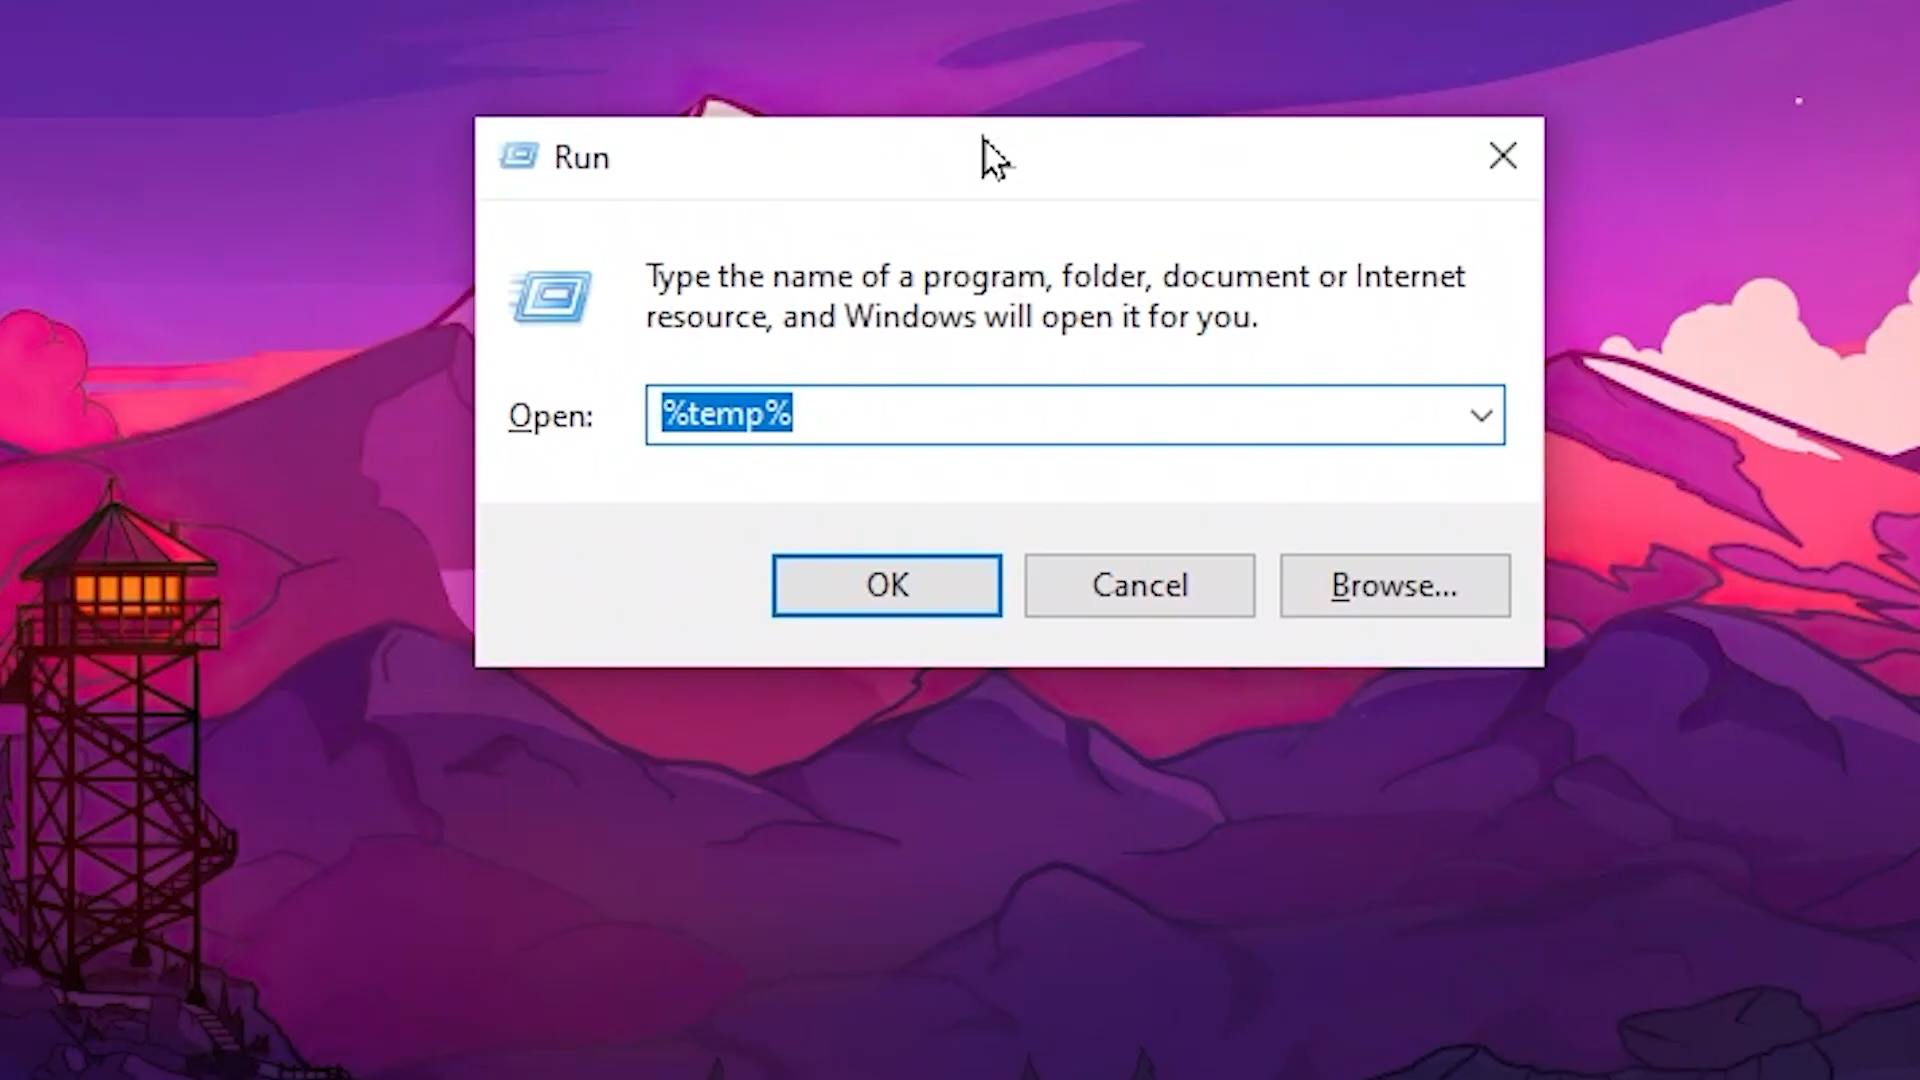 Run
Type the name of a program, folder, document or Internet
resource, and Windows will open it for you.
Open:
%temp%
OK
Cancel
Browse...